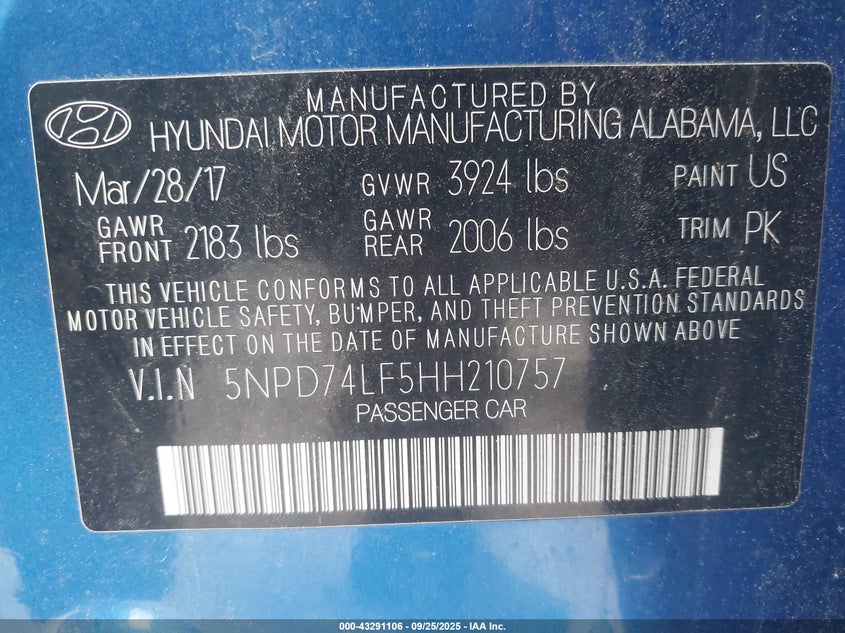 MANUFACTURED BY
HYUNDAI MOTOR MANUFACTURING ALABAMA, LLC
Mar/28/17 GVWR 3924 lbs PAINT US
GAWR FRONT 2183 lbs GAWR REAR 2006 lbs TRIM PK
THIS VEHICLE CONFORMS TO ALL APPLICABLE U.S.A. FEDERAL
MOTOR VEHICLE SAFETY, BUMPER, AND THEFT PREVENTION STANDARDS
IN EFFECT ON THE DATE OF MANUFACTURE SHOWN ABOVE
V.I.N 5NPD74LF5HH210757
PASSENGER CAR
000-43291106 - 09/25/2025 - IAA Inc.